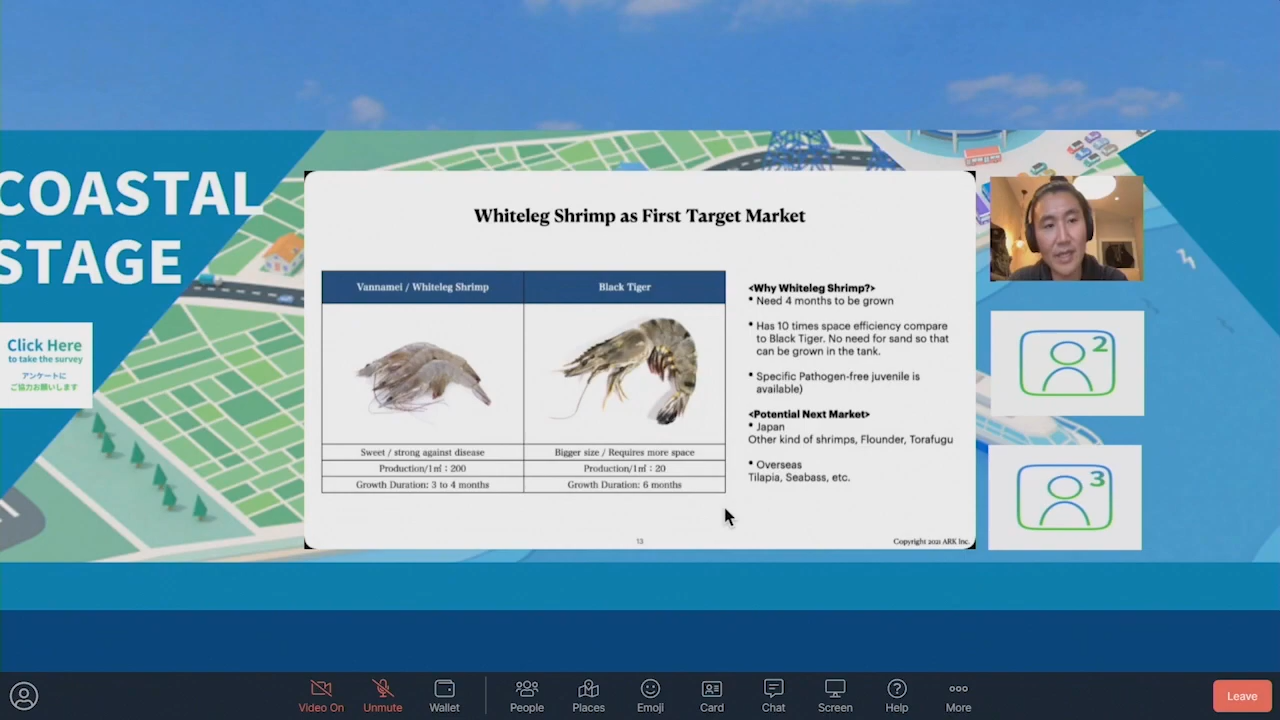 COASTAL
STAGE
Click Here
to take the survey
アンケートに
ご協力お願いします
Whiteleg Shrimp as First Target Market
Vannamei / Whiteleg Shrimp
Black Tiger
Sweet / strong against disease
Bigger size / Requires more space
Production/1㎡：200
Production/1㎡：20
Growth Duration: 3 to 4 months
Growth Duration: 6 months
<Why Whiteleg Shrimp?>
• Need 4 months to be grown
• Has 10 times space efficiency compare
to Black Tiger. No need for sand so that
can be grown in the tank.
• Specific Pathogen-free juvenile is
available)
<Potential Next Market>
• Japan
Other kind of shrimps, Flounder, Torafugu
• Overseas
Tilapia, Seabass, etc.
13
Copyright 2021 ARK Inc.
2
3
Video On
Unmute
Wallet
People
Places
Emoji
Card
Chat
Screen
Help
More
Leave